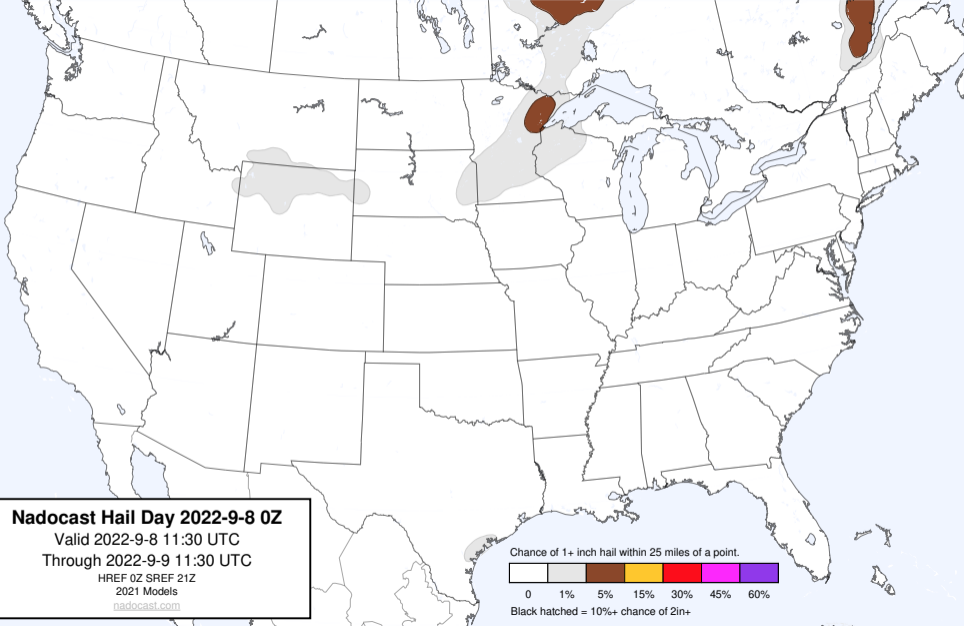 Nadocast Hail Day 2022-9-8 0Z
Valid 2022-9-8 11:30 UTC
Through 2022-9-9 11:30 UTC
HREF 0Z SREF 21Z
2021 Models
nadocast.com
Chance of 1+ inch hail within 25 miles of a point.
0 1% 5% 15% 30% 45% 60%
Black hatched = 10%+ chance of 2in+